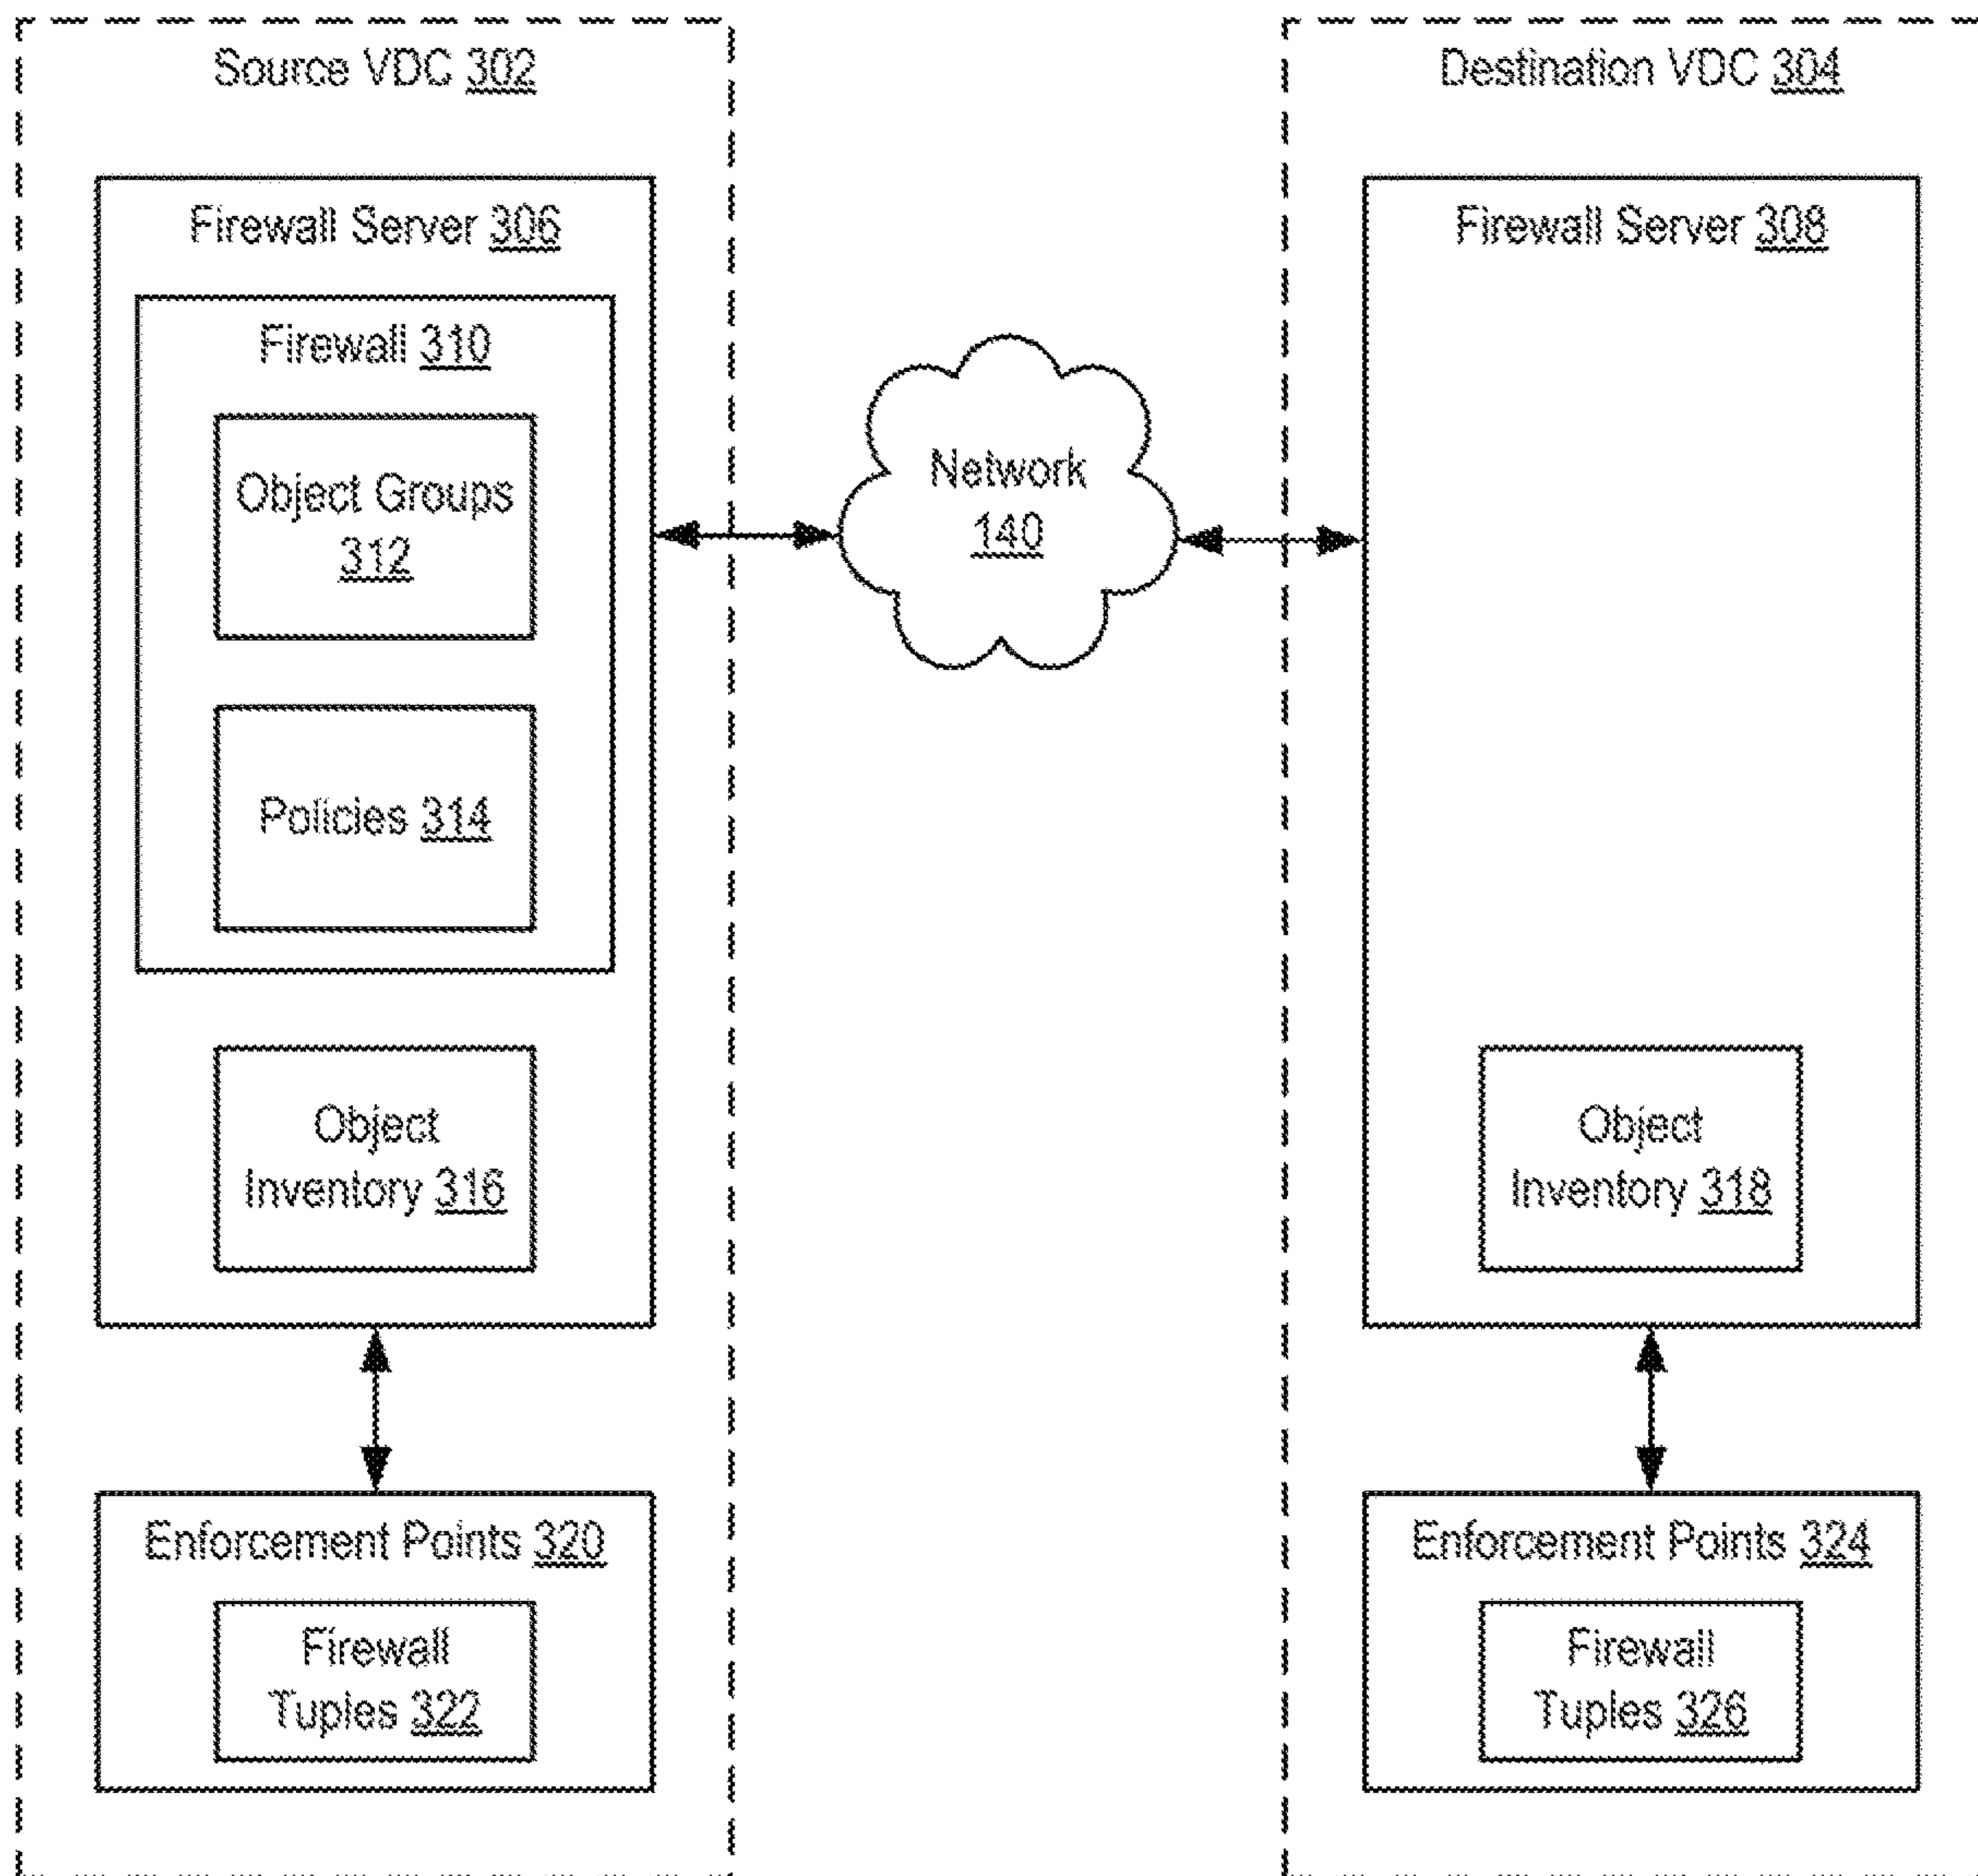 Source VDC 302
Firewall Server 306
Firewall 310
Object Groups
312
Policies 314
Object
Inventory 316
Enforcement Points 320
Firewall
Tuples 322
Network
140
Destination VDC 304
Firewall Server 308
Object
Inventory 318
Enforcement Points 324
Firewall
Tuples 326